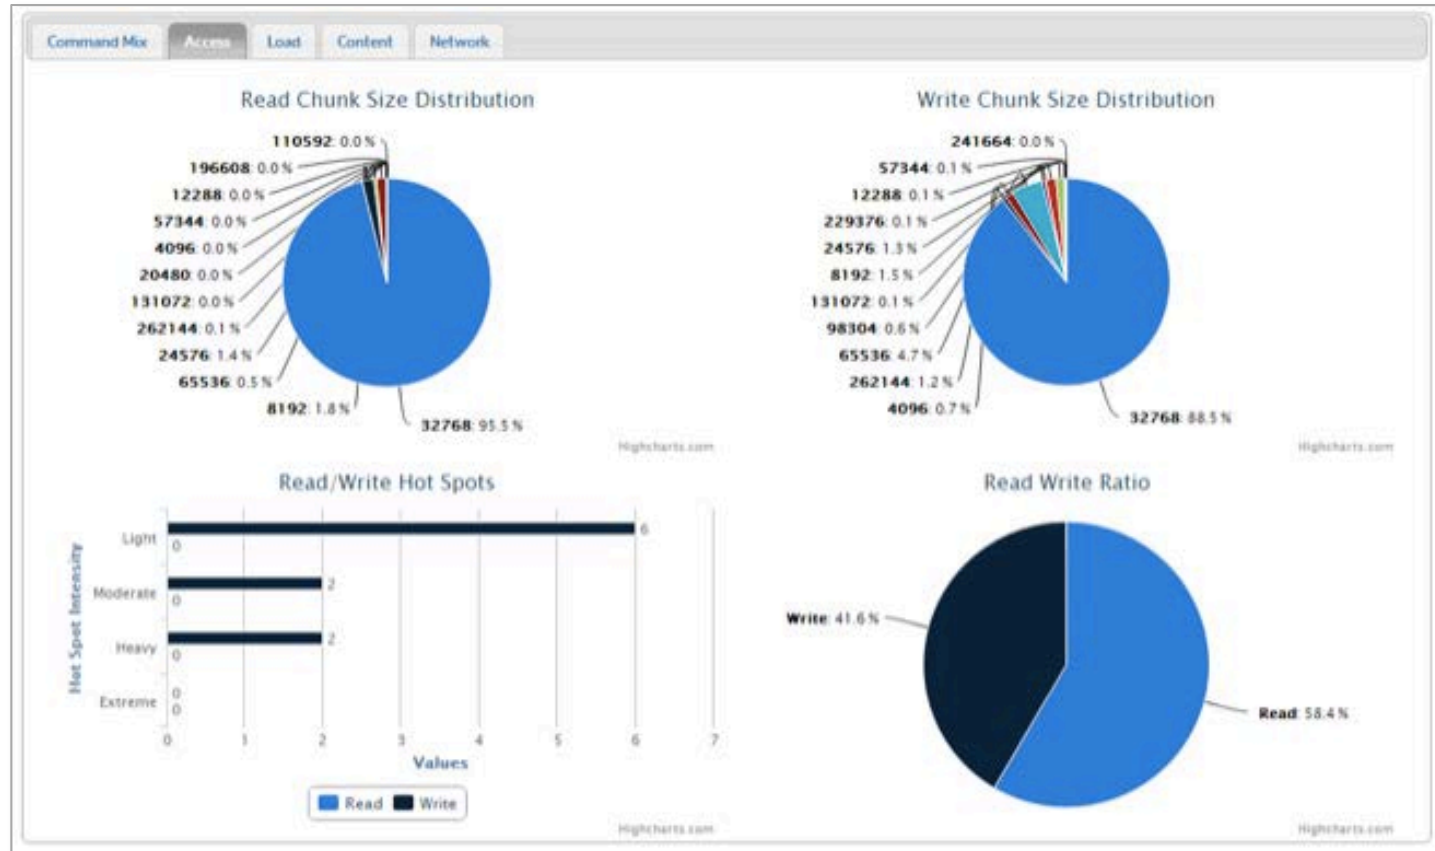 Command Mix Access Load Content Network
Read Chunk Size Distribution
110592: 0.0 %
196608: 0.0 %
12288: 0.0 %
57344: 0.0 %
4096: 0.0 %
20480: 0.0 %
131072: 0.0 %
262144: 0.1 %
24576: 1.4 %
65536: 0.5 %
8192: 1.8 %
32768: 95.5 %
Highcharts.com
Write Chunk Size Distribution
241664: 0.0 %
57344: 0.1 %
12288: 0.1 %
229376: 0.1 %
24576: 1.3 %
8192: 1.5 %
131072: 0.1 %
98304: 0.6 %
65536: 4.7 %
262144: 1.2 %
4096: 0.7 %
32768: 88.5 %
Highcharts.com
Read/Write Hot Spots
Hot Spot Intensity
Light
6
0
Moderate
2
0
Heavy
2
0
Extreme
0
0
0 1 2 3 4 5 6 7
Values
Read Write
Highcharts.com
Read Write Ratio
Write: 41.6 %
Read: 58.4 %
Highcharts.com